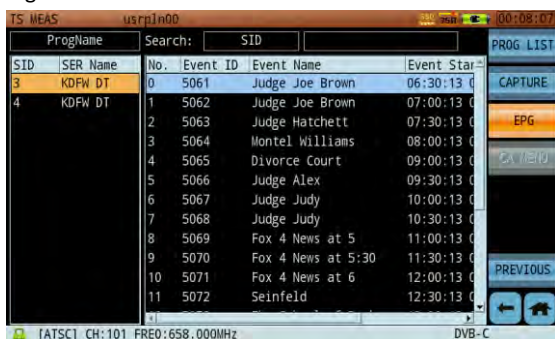 TS MEAS usrpln00 00:08:07
ProgName Search: SID PROG LIST
SID SER Name No. Event ID Event Name Event Star
3 KDFW DT 0 5061 Judge Joe Brown 06:30:13 CAPTURE
4 KDFW DT 1 5062 Judge Joe Brown 07:00:13
2 5063 Judge Hatchett 07:30:13 EPG
3 5064 Montel Williams 08:00:13
4 5065 Divorce Court 09:00:13 CA MENU
5 5066 Judge Alex 09:30:13
6 5067 Judge Judy 10:00:13
7 5068 Judge Judy 10:30:13
8 5069 Fox 4 News at 5 11:00:13
9 5070 Fox 4 News at 5:30 11:30:13 PREVIOUS
10 5071 Fox 4 News at 6 12:00:13
11 5072 Seinfeld 12:30:13
[ATSC] CH:101 FREQ:658.000MHz DVB-C